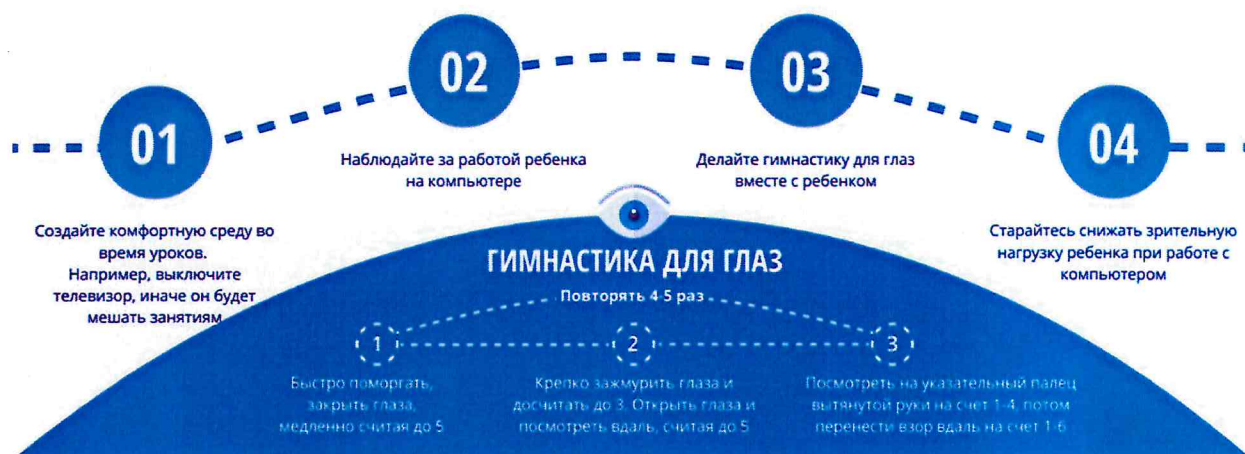 01
Создайте комфортную среду во
время уроков.
Например, выключите
телевизор, иначе он будет
мешать занятиям
02
Наблюдайте за работой ребенка
на компьютере
03
Делайте гимнастику для глаз
вместе с ребенком
04
Старайтесь снижать зрительную
нагрузку ребенка при работе с
компьютером
ГИМНАСТИКА ДЛЯ ГЛАЗ
Повторять 4-5 раз
1
Быстро поморгать,
закрыть глаза,
медленно считая до 5
2
Крепко зажмурить глаза и
досчитать до 3. Открыть глаза и
посмотреть вдаль, считая до 5
3
Посмотреть на указательный палец
вытянутой руки на счет 1-4, потом
перенести взор вдаль на счет 1-6